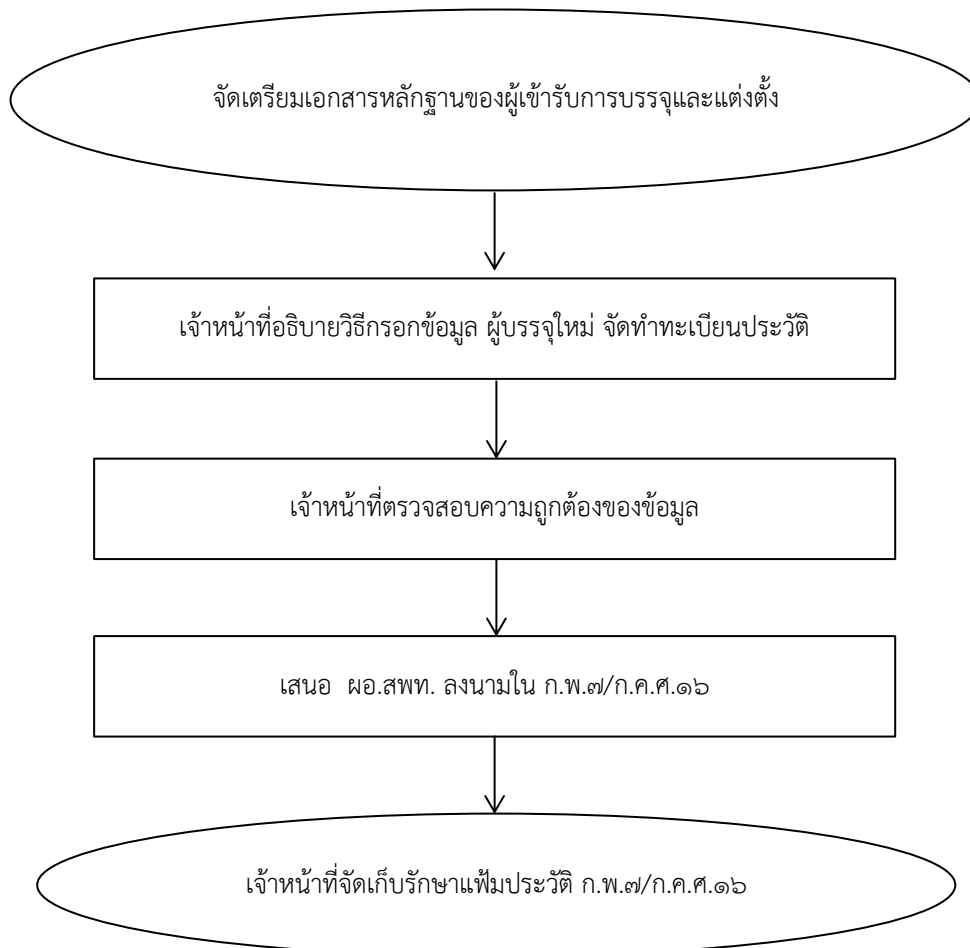 จัดเตรียมเอกสารหลักฐานของผู้เข้ารับการบรรจุและแต่งตั้ง
เจ้าหน้าที่อธิบายวิธีกรอกข้อมูล ผู้บรรจุใหม่ จัดทำทะเบียนประวัติ
เจ้าหน้าที่ตรวจสอบความถูกต้องของข้อมูล
เสนอ ผอ.สพท. ลงนามใน ก.พ.๗/ก.ค.ศ.๑๖
เจ้าหน้าที่จัดเก็บรักษาแฟ้มประวัติ ก.พ.๗/ก.ค.ศ.๑๖